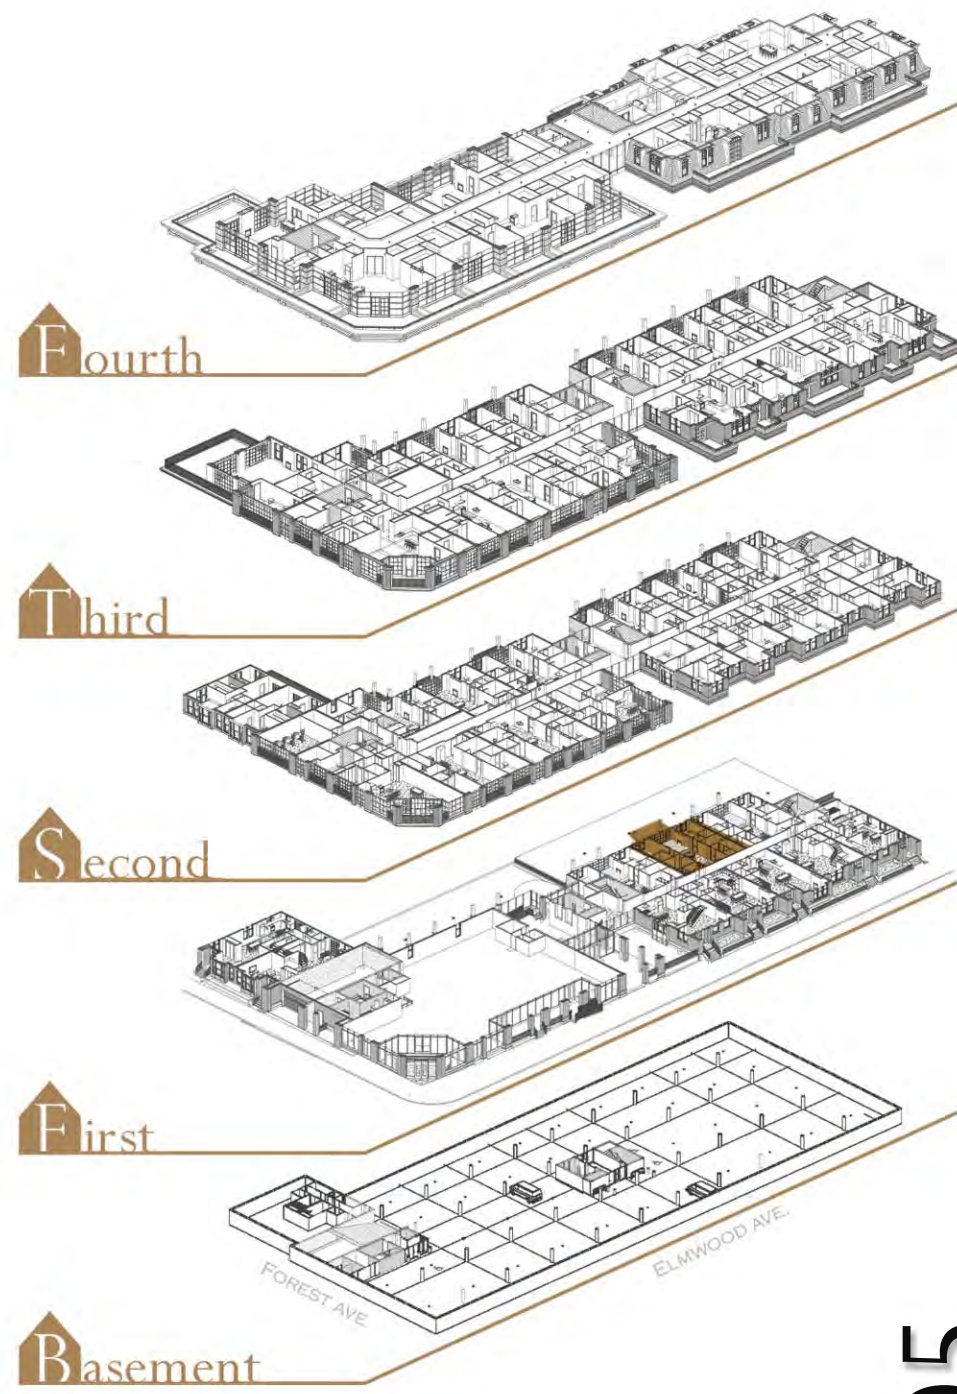 Fourth
Third
Second
First
FOREST AVE.
ELMWOOD AVE.
Basement